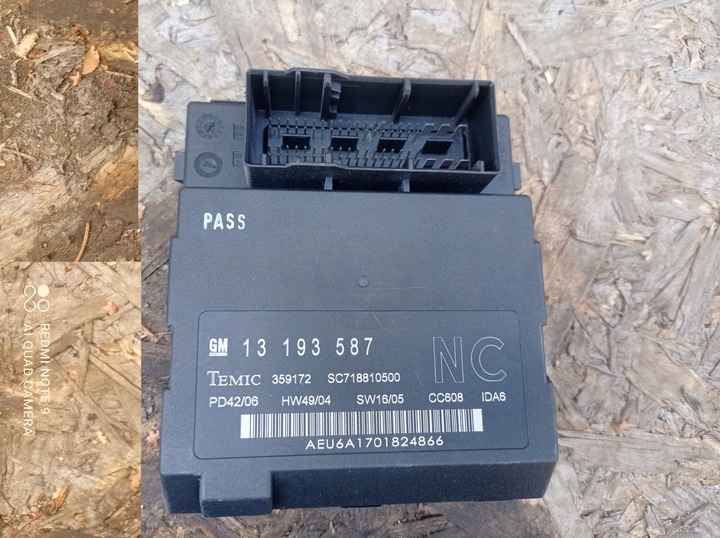 PASS
GM 13 193 587 NC
TEMIC 359172 SC718810500
PD42/06 HW49/04 SW16/05 CC608 IDA6
AEU6A1701824866
REDMI NOTE 9
AI QUAD CAMERA